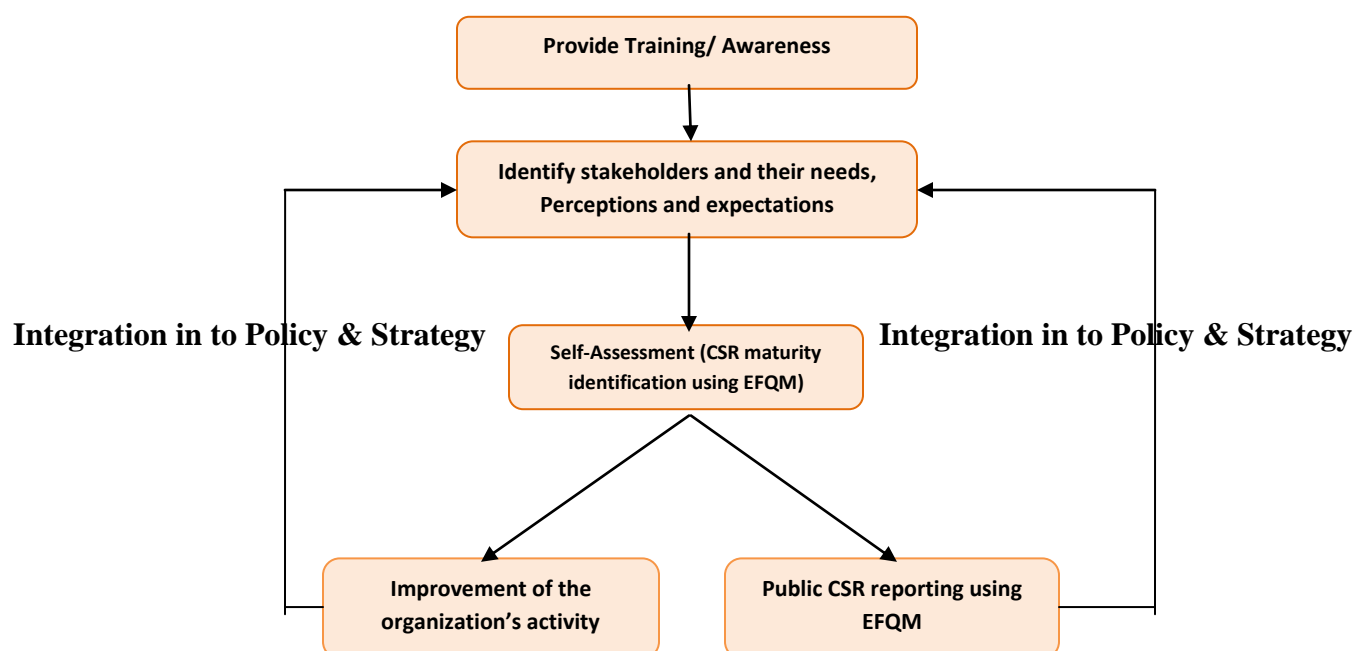 Provide Training/ Awareness
Identify stakeholders and their needs,
Perceptions and expectations
Integration in to Policy & Strategy
Integration in to Policy & Strategy
Self-Assessment (CSR maturity
identification using EFQM)
Improvement of the
organization’s activity
Public CSR reporting using
EFQM